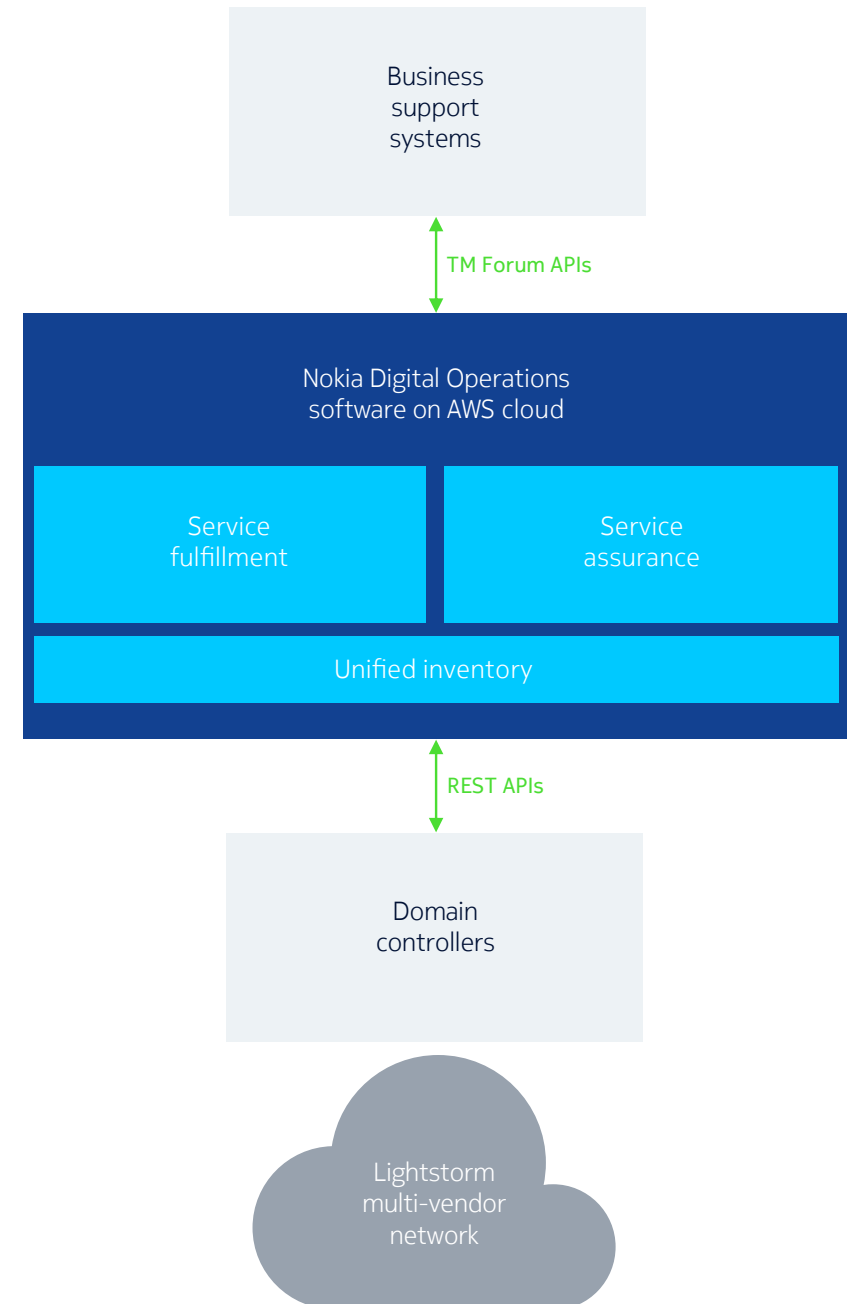 Business
support
systems
TM Forum APIs
Nokia Digital Operations
software on AWS cloud
Service
fulfillment
Service
assurance
Unified inventory
REST APIs
Domain
controllers
Lightstorm
multi-vendor
network